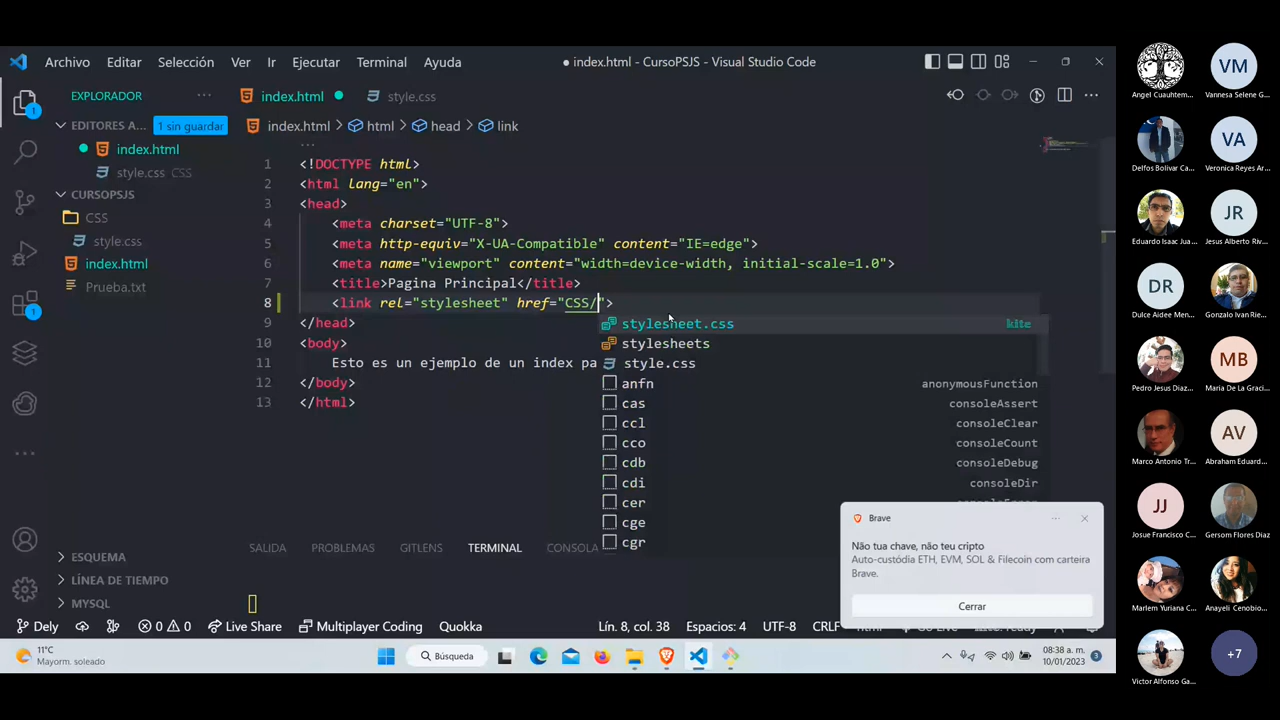 Archivo Editar Selección Ver Ir Ejecutar Terminal Ayuda
● index.html - CursoPSJS - Visual Studio Code
EXPLORADOR ···
index.html ●
style.css
EDITORES A...
1 sin guardar
index.html > html > head > link
● index.html
style.css CSS
CURSOPSJS
CSS
style.css
index.html
Prueba.txt
1
1
...
1 <!DOCTYPE html>
2 <html lang="en">
3 <head>
4 <meta charset="UTF-8">
5 <meta http-equiv="X-UA-Compatible" content="IE=edge">
6 <meta name="viewport" content="width=device-width, initial-scale=1.0">
7 <title>Pagina Principal</title>
8 <link rel="stylesheet" href="CSS/">
9 </head>
10 <body>
11 Esto es un ejemplo de un index pa
12 </body>
13 </html>
stylesheet.css kite
stylesheets
style.css
anfn anonymousFunction
cas consoleAssert
ccl consoleClear
cco consoleCount
cdb consoleDebug
cdi consoleDir
cer
cge
cgr
ESQUEMA
LÍNEA DE TIEMPO
MYSQL
SALIDA PROBLEMAS GITLENS TERMINAL CONSOLA
Brave
Não tua chave, não teu cripto
Auto-custódia ETH, EVM, SOL & Filecoin com carteira
Brave.
Cerrar
Dely 0 0 Live Share Multiplayer Coding Quokka Lín. 8, col. 38 Espacios: 4 UTF-8 CRLF
11°C
Mayorm. soleado
Búsqueda
08:38 a. m.
10/01/2023
3
Angel Cuauhtem...
VM
Vannesa Selene G...
Delfos Bolivar Ca...
VA
Veronica Reyes Ar...
Eduardo Isaac Jua...
JR
Jesus Alberto Riv...
DR
Dulce Aidee Men...
Gonzalo Ivan Rie...
Pedro Jesus Diaz...
MB
Maria De La Graci...
Marco Antonio Tr...
AV
Abraham Eduard...
JJ
Josue Francisco C...
Gersom Flores Diaz
Marlem Yuriana C...
Anayeli Cenobio...
Victor Alfonso Ga...
+7